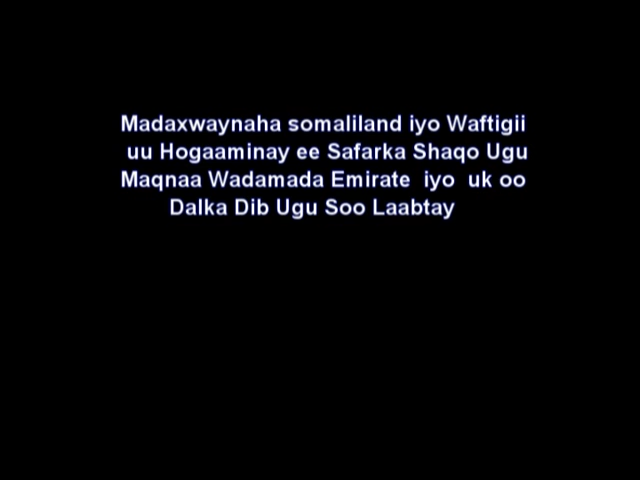 Madaxwaynaha somaliland iyo Waftigii
uu Hogaaminay ee Safarka Shaqo Ugu
Maqnaa Wadamada Emirate iyo uk oo
Dalka Dib Ugu Soo Laabtay